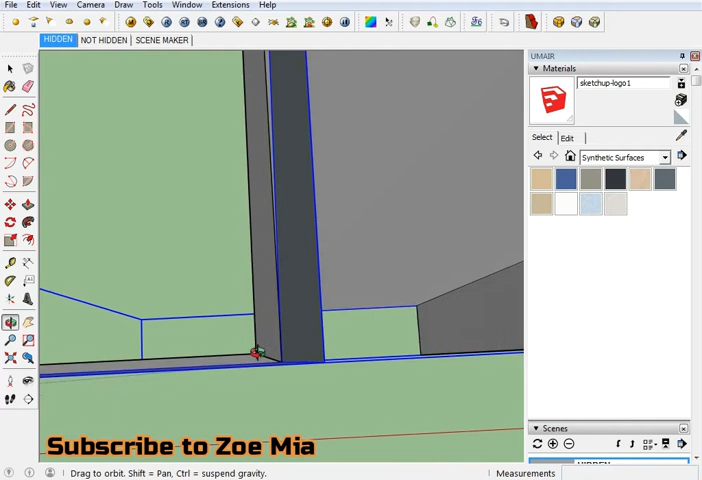 File Edit View Camera Draw Tools Window Extensions Help
HIDDEN NOT HIDDEN SCENE MAKER
UMAIR
Materials
sketchup-logo1
Select Edit
Synthetic Surfaces
Scenes
HIDDEN
Subscribe to Zoe Mia
Drag to orbit. Shift = Pan, Ctrl = suspend gravity.
Measurements